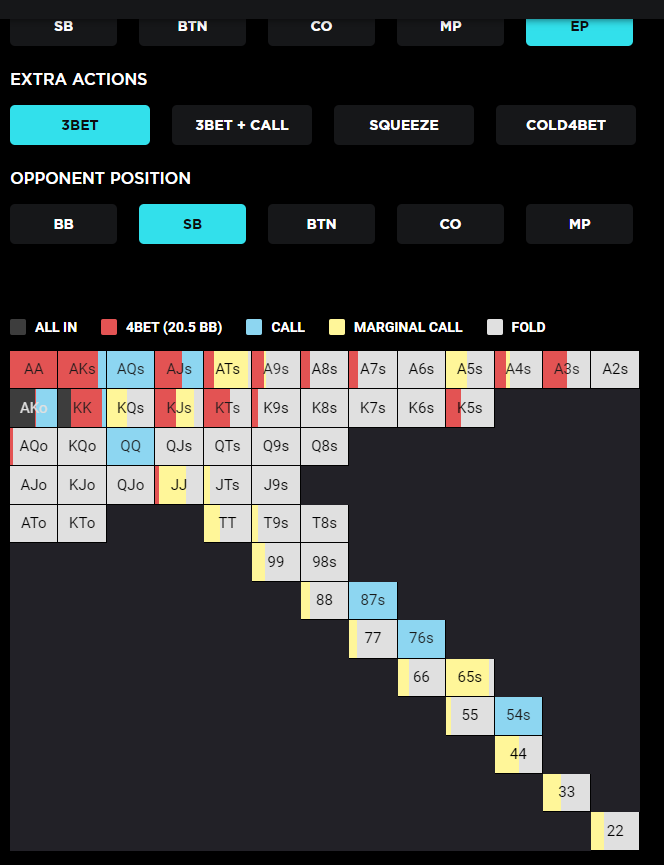 SB BTN CO MP EP
EXTRA ACTIONS
3BET 3BET + CALL SQUEEZE COLD4BET
OPPONENT POSITION
BB SB BTN CO MP
ALL IN 4BET (20.5 BB) CALL MARGINAL CALL FOLD
AA AKs AQs AJs ATs A9s A8s A7s A6s A5s A4s A3s A2s
AKo KK KQs KJs KTs K9s K8s K7s K6s K5s
AQo KQo QQ QJs QTs Q9s Q8s
AJo KJo QJo JJ JTs J9s
ATo KTo TT T9s T8s
99 98s
88 87s
77 76s
66 65s
55 54s
44
33
22